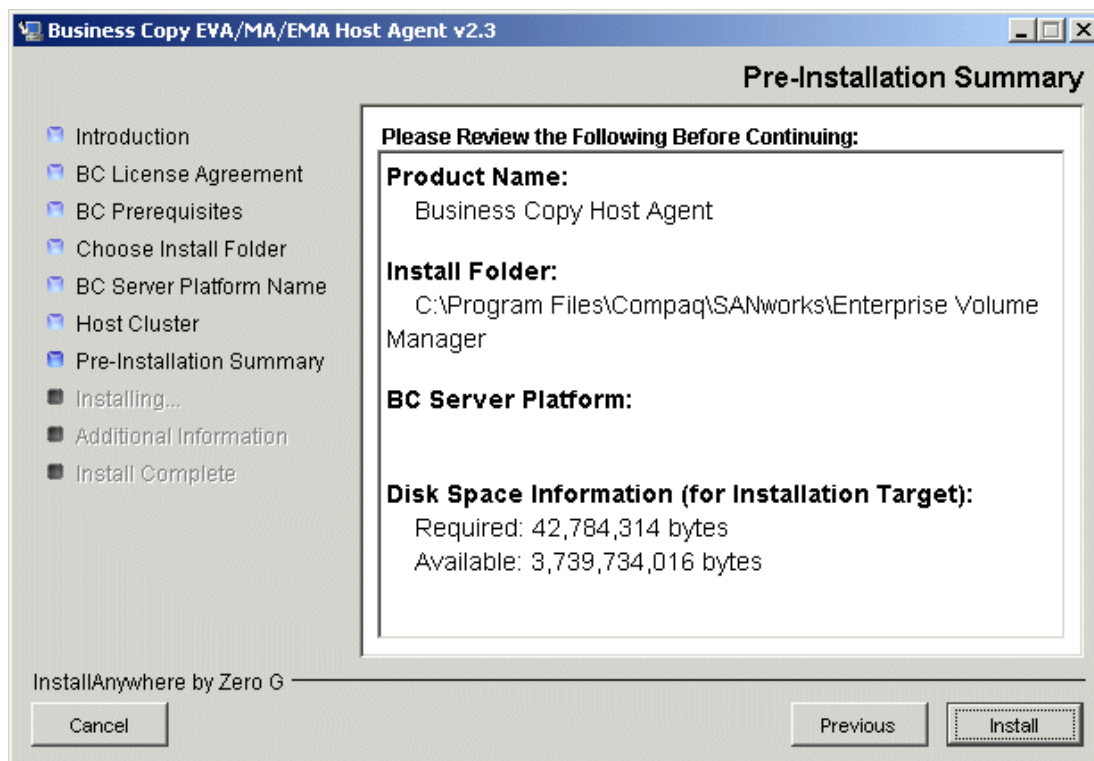 Business Copy EVA/MA/EMA Host Agent v2.3
Pre-Installation Summary
Introduction
BC License Agreement
BC Prerequisites
Choose Install Folder
BC Server Platform Name
Host Cluster
Pre-Installation Summary
Installing...
Additional Information
Install Complete
Please Review the Following Before Continuing:
Product Name:
Business Copy Host Agent
Install Folder:
C:\Program Files\Compaq\SANworks\Enterprise Volume
Manager
BC Server Platform:
Disk Space Information (for Installation Target):
Required: 42,784,314 bytes
Available: 3,739,734,016 bytes
InstallAnywhere by Zero G
Cancel
Previous
Install